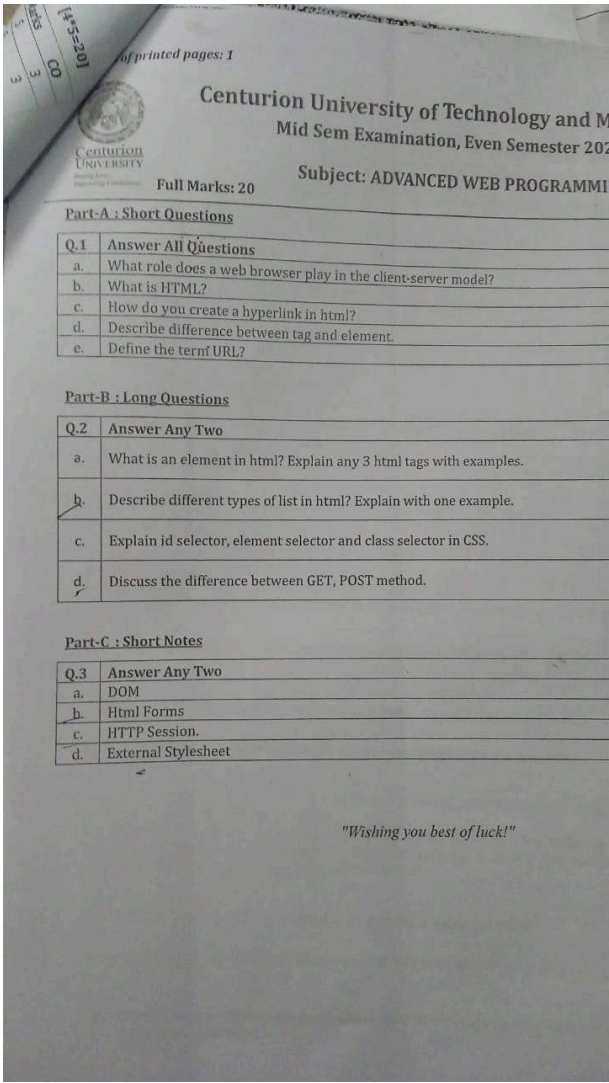 [4*5=20]
arks CO
3
3
of printed pages: 1
Centurion University of Technology and M
Mid Sem Examination, Even Semester 202
Centurion
UNIVERSITY
Full Marks: 20
Subject: ADVANCED WEB PROGRAMMI
Part-A : Short Questions
Q.1 Answer All Questions
a. What role does a web browser play in the client-server model?
b. What is HTML?
c. How do you create a hyperlink in html?
d. Describe difference between tag and element.
e. Define the term URL?
Part-B : Long Questions
Q.2 Answer Any Two
a. What is an element in html? Explain any 3 html tags with examples.
b. Describe different types of list in html? Explain with one example.
c. Explain id selector, element selector and class selector in CSS.
d. Discuss the difference between GET, POST method.
Part-C : Short Notes
Q.3 Answer Any Two
a. DOM
b. Html Forms
c. HTTP Session.
d. External Stylesheet
"Wishing you best of luck!"